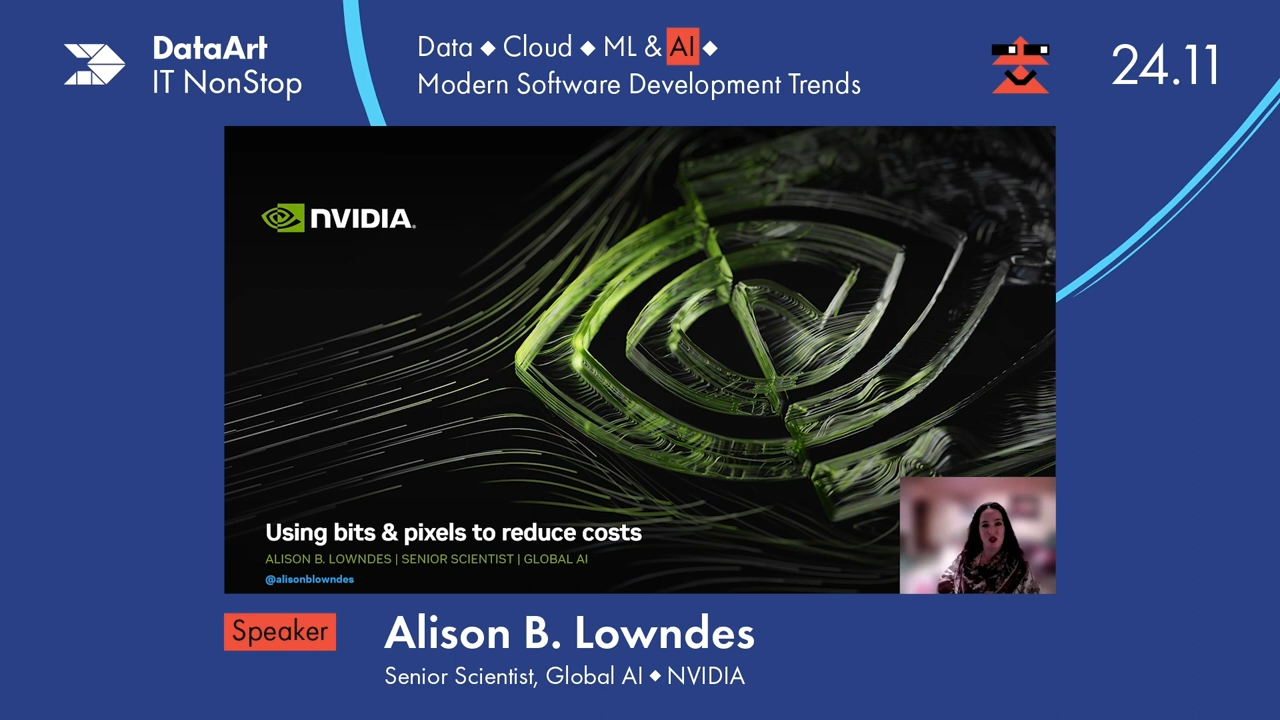 DataArt
IT NonStop
Data ◆ Cloud ◆ ML & AI ◆
Modern Software Development Trends
24.11
NVIDIA.
Using bits & pixels to reduce costs
ALISON B. LOWNDES | SENIOR SCIENTIST | GLOBAL AI
@alisonblowndes
Speaker
Alison B. Lowndes
Senior Scientist, Global AI ◆ NVIDIA